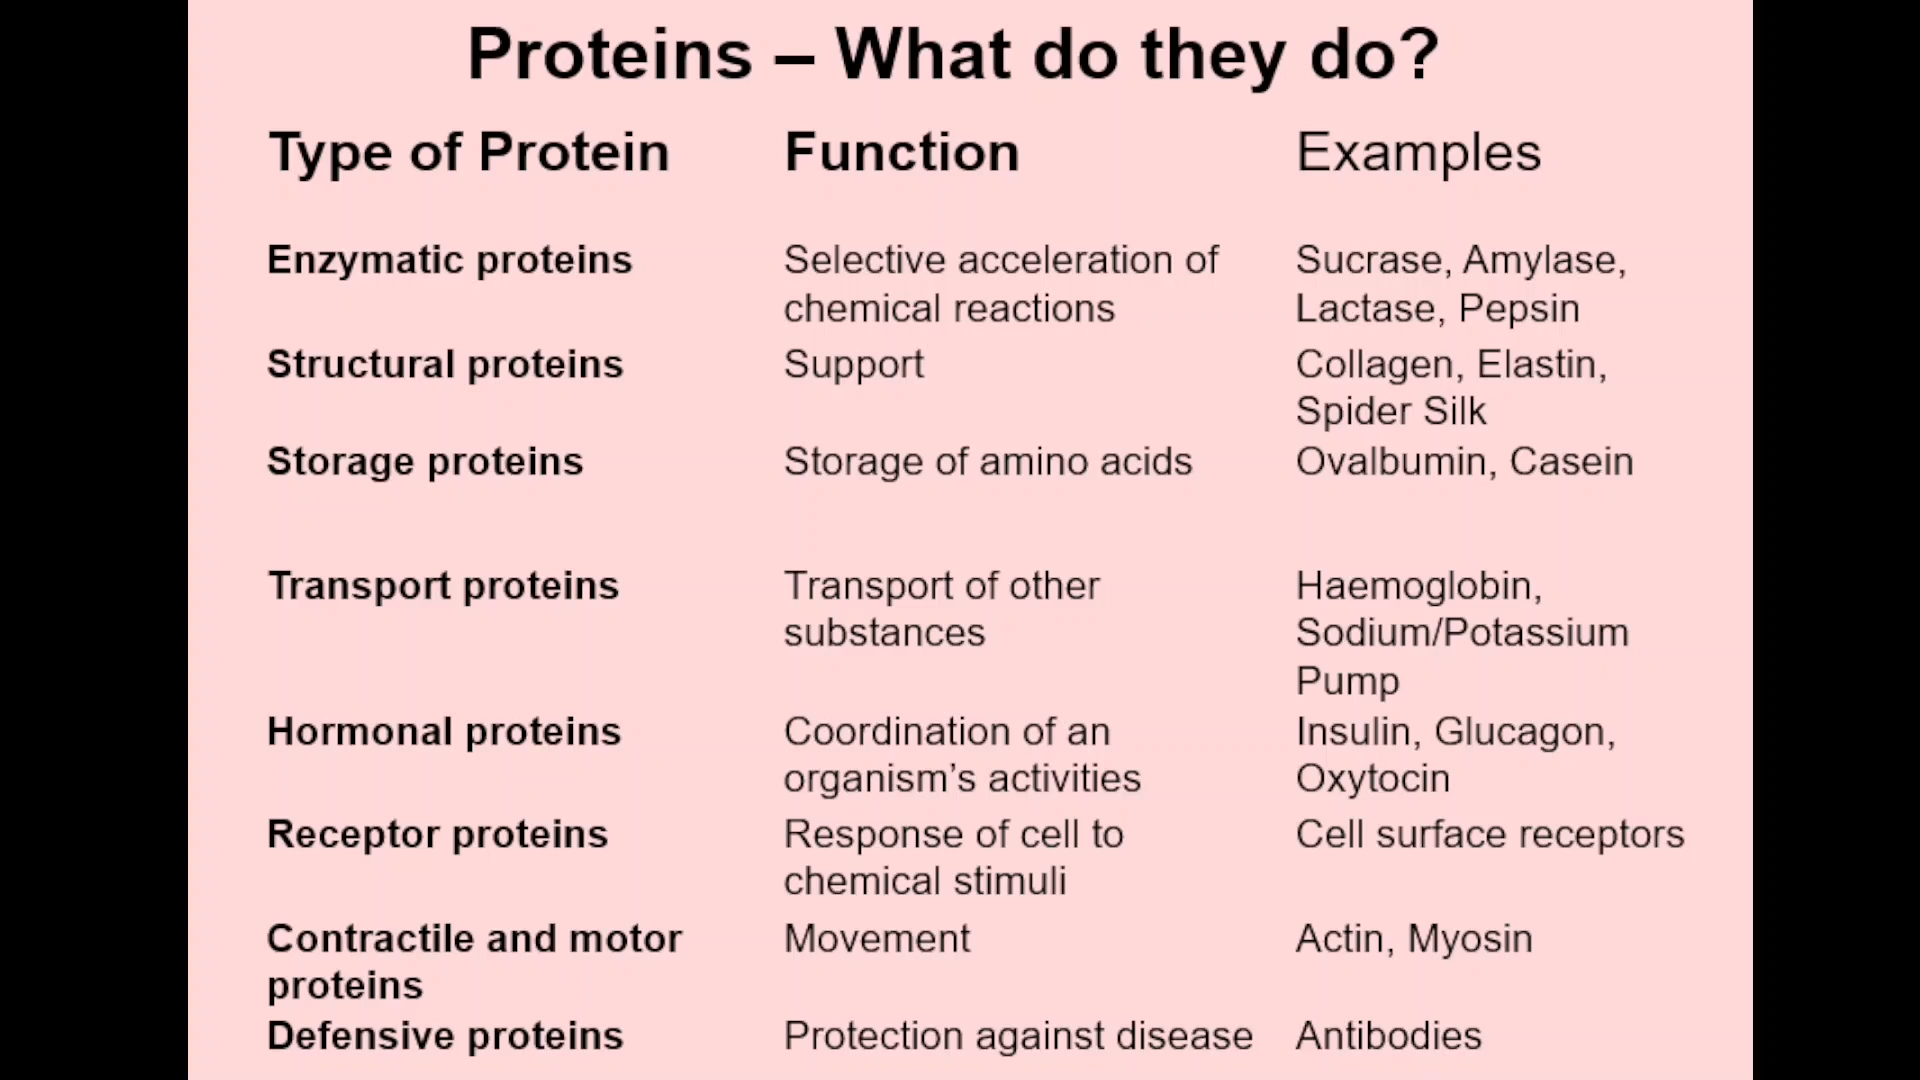 Proteins – What do they do?
Type of Protein Function Examples
Enzymatic proteins Selective acceleration of Sucrase, Amylase,
chemical reactions Lactase, Pepsin
Structural proteins Support Collagen, Elastin,
Spider Silk
Storage proteins Storage of amino acids Ovalbumin, Casein
Transport proteins Transport of other Haemoglobin,
substances Sodium/Potassium
Pump
Hormonal proteins Coordination of an Insulin, Glucagon,
organism’s activities Oxytocin
Receptor proteins Response of cell to Cell surface receptors
chemical stimuli
Contractile and motor Movement Actin, Myosin
proteins
Defensive proteins Protection against disease Antibodies